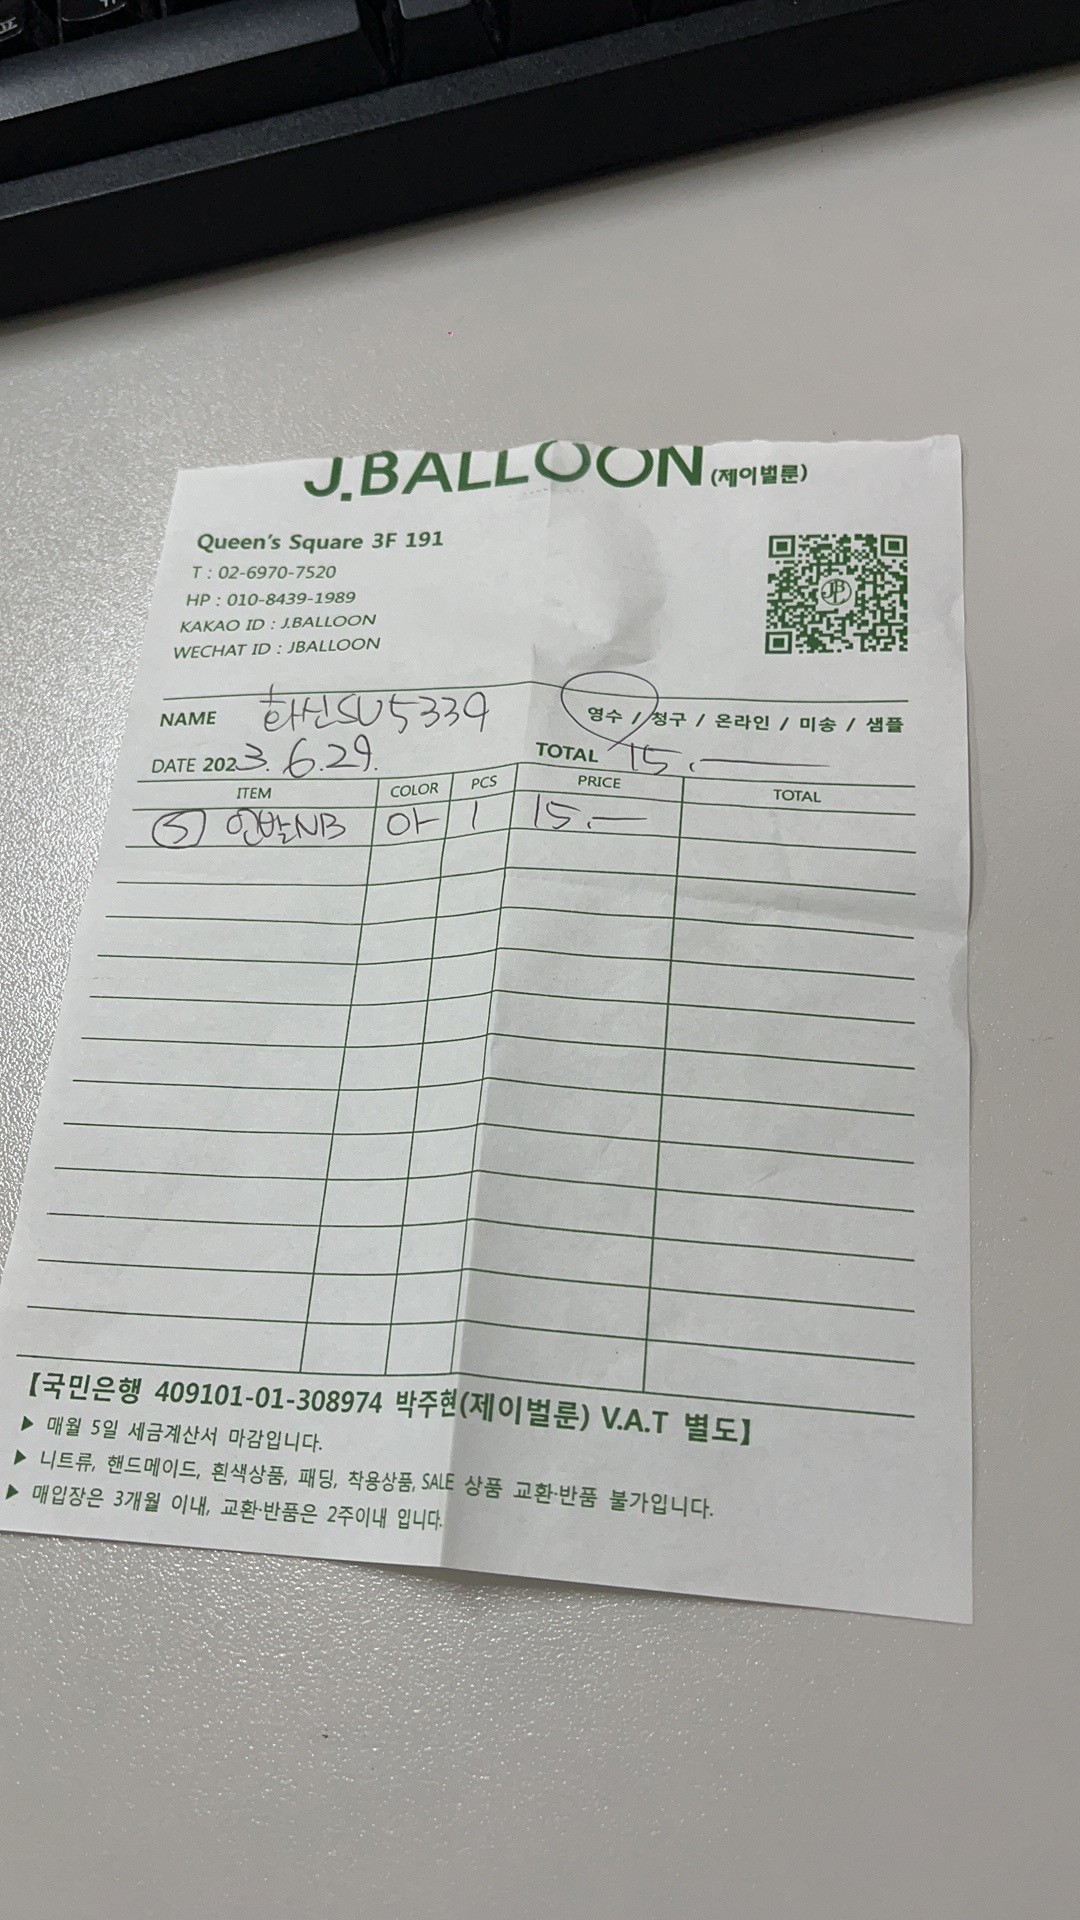 J.BALLOON (제이벌룬)
Queen's Square 3F 191
T : 02-6970-7520
HP : 010-8439-1989
KAKAO ID : J.BALLOON
WECHAT ID : JBALLOON
NAME 화신SU5339 영수 / 청구 / 온라인 / 미송 / 샘플
DATE 2023. 6.29. TOTAL 15.—
ITEM COLOR PCS PRICE TOTAL
Ⓢ 언발NB 아 1 15.—
【국민은행 409101-01-308974 박주현(제이벌룬) V.A.T 별도】
▶ 매월 5일 세금계산서 마감입니다.
▶ 니트류, 핸드메이드, 흰색상품, 패딩, 착용상품, SALE 상품 교환·반품 불가입니다.
▶ 매입장은 3개월 이내, 교환·반품은 2주이내 입니다.